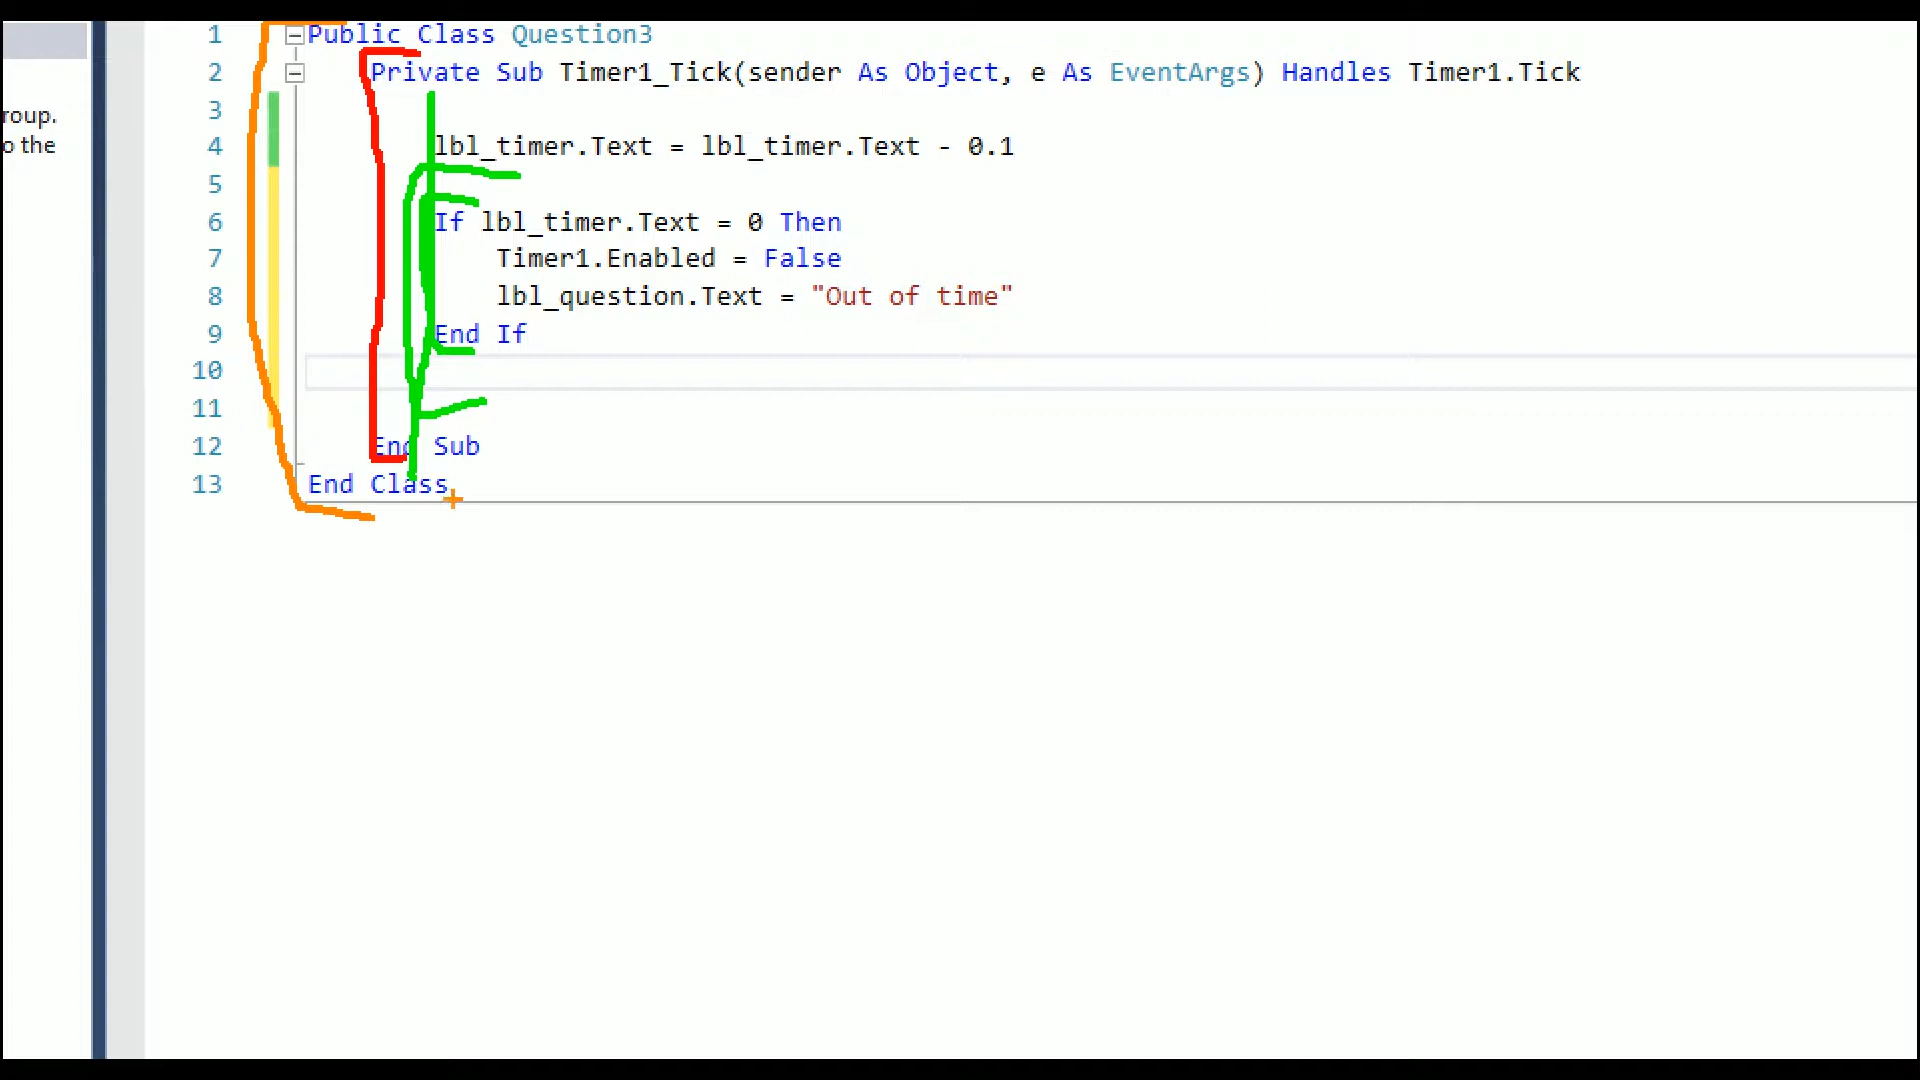 roup.
o the
1 Public Class Question3
2 Private Sub Timer1_Tick(sender As Object, e As EventArgs) Handles Timer1.Tick
3
4 lbl_timer.Text = lbl_timer.Text - 0.1
5
6 If lbl_timer.Text = 0 Then
7 Timer1.Enabled = False
8 lbl_question.Text = "Out of time"
9 End If
10
11
12 End Sub
13 End Class